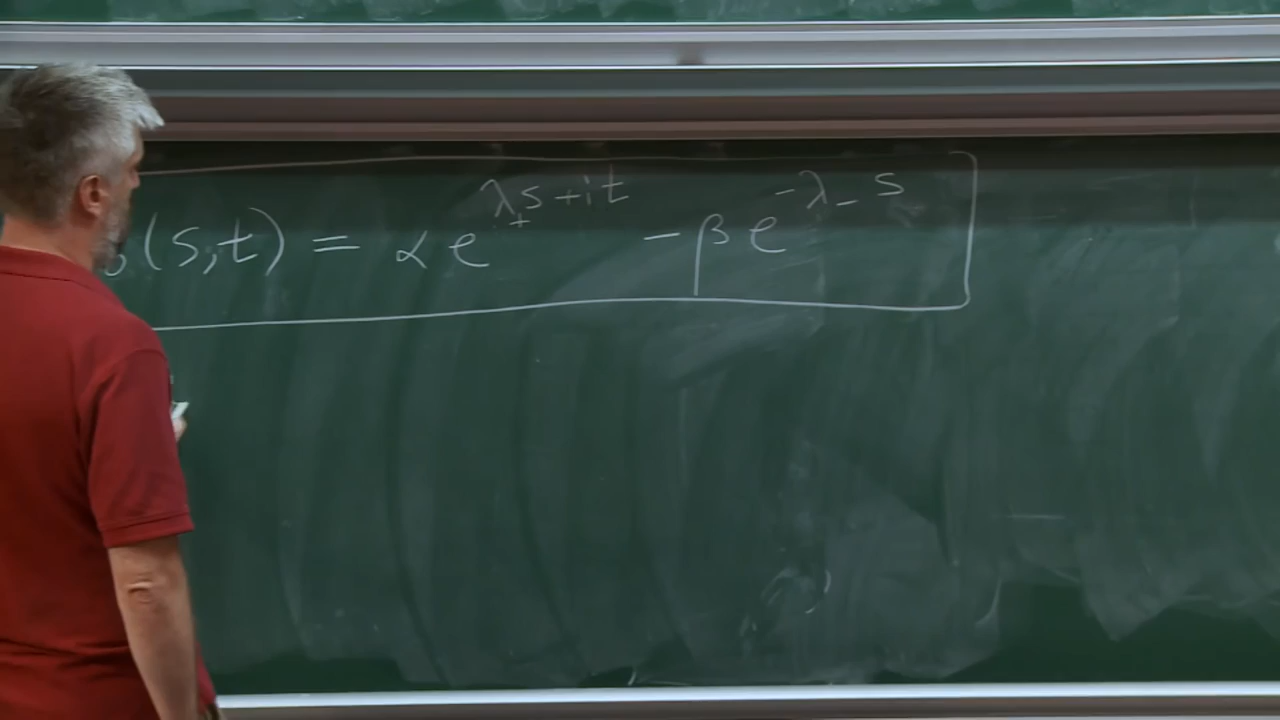 (s,t) = αe^{λ₊s+it} - βe^{-λ₋s}